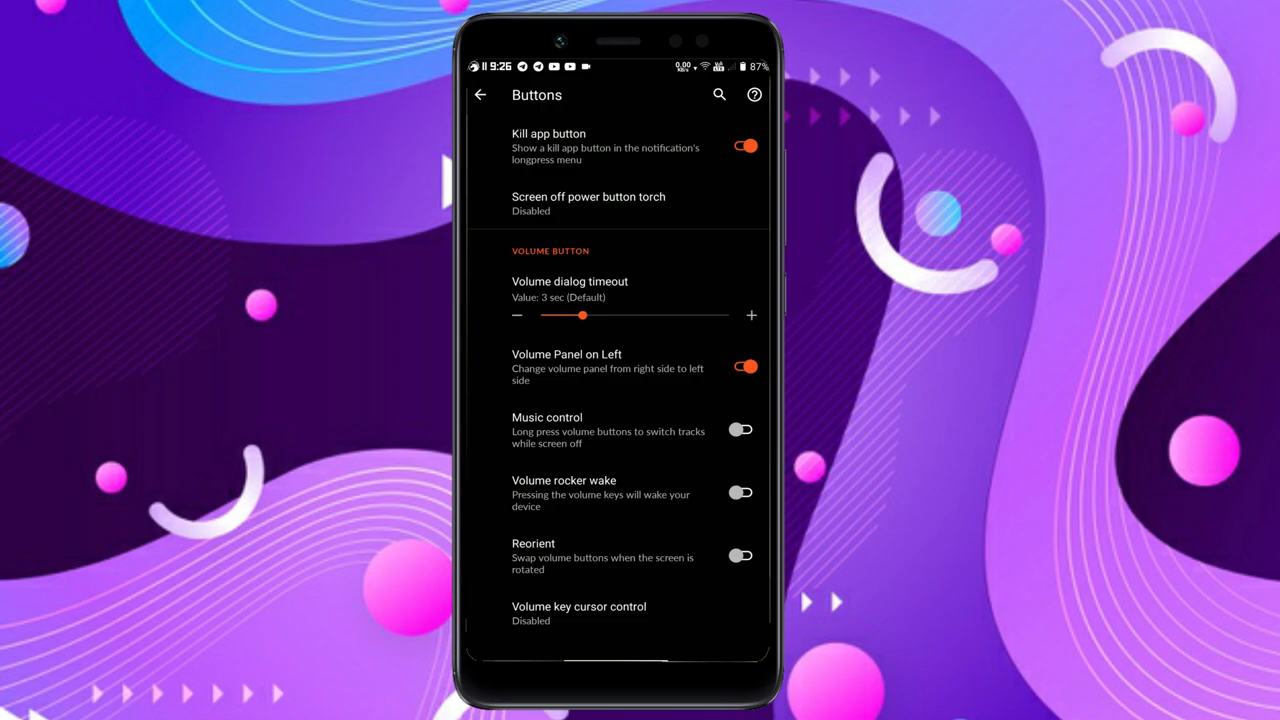 9:26
0.00
KB/s
87%
Buttons
Kill app button
Show a kill app button in the notification's
longpress menu
Screen off power button torch
Disabled
VOLUME BUTTON
Volume dialog timeout
Value: 3 sec (Default)
Volume Panel on Left
Change volume panel from right side to left
side
Music control
Long press volume buttons to switch tracks
while screen off
Volume rocker wake
Pressing the volume keys will wake your
device
Reorient
Swap volume buttons when the screen is
rotated
Volume key cursor control
Disabled